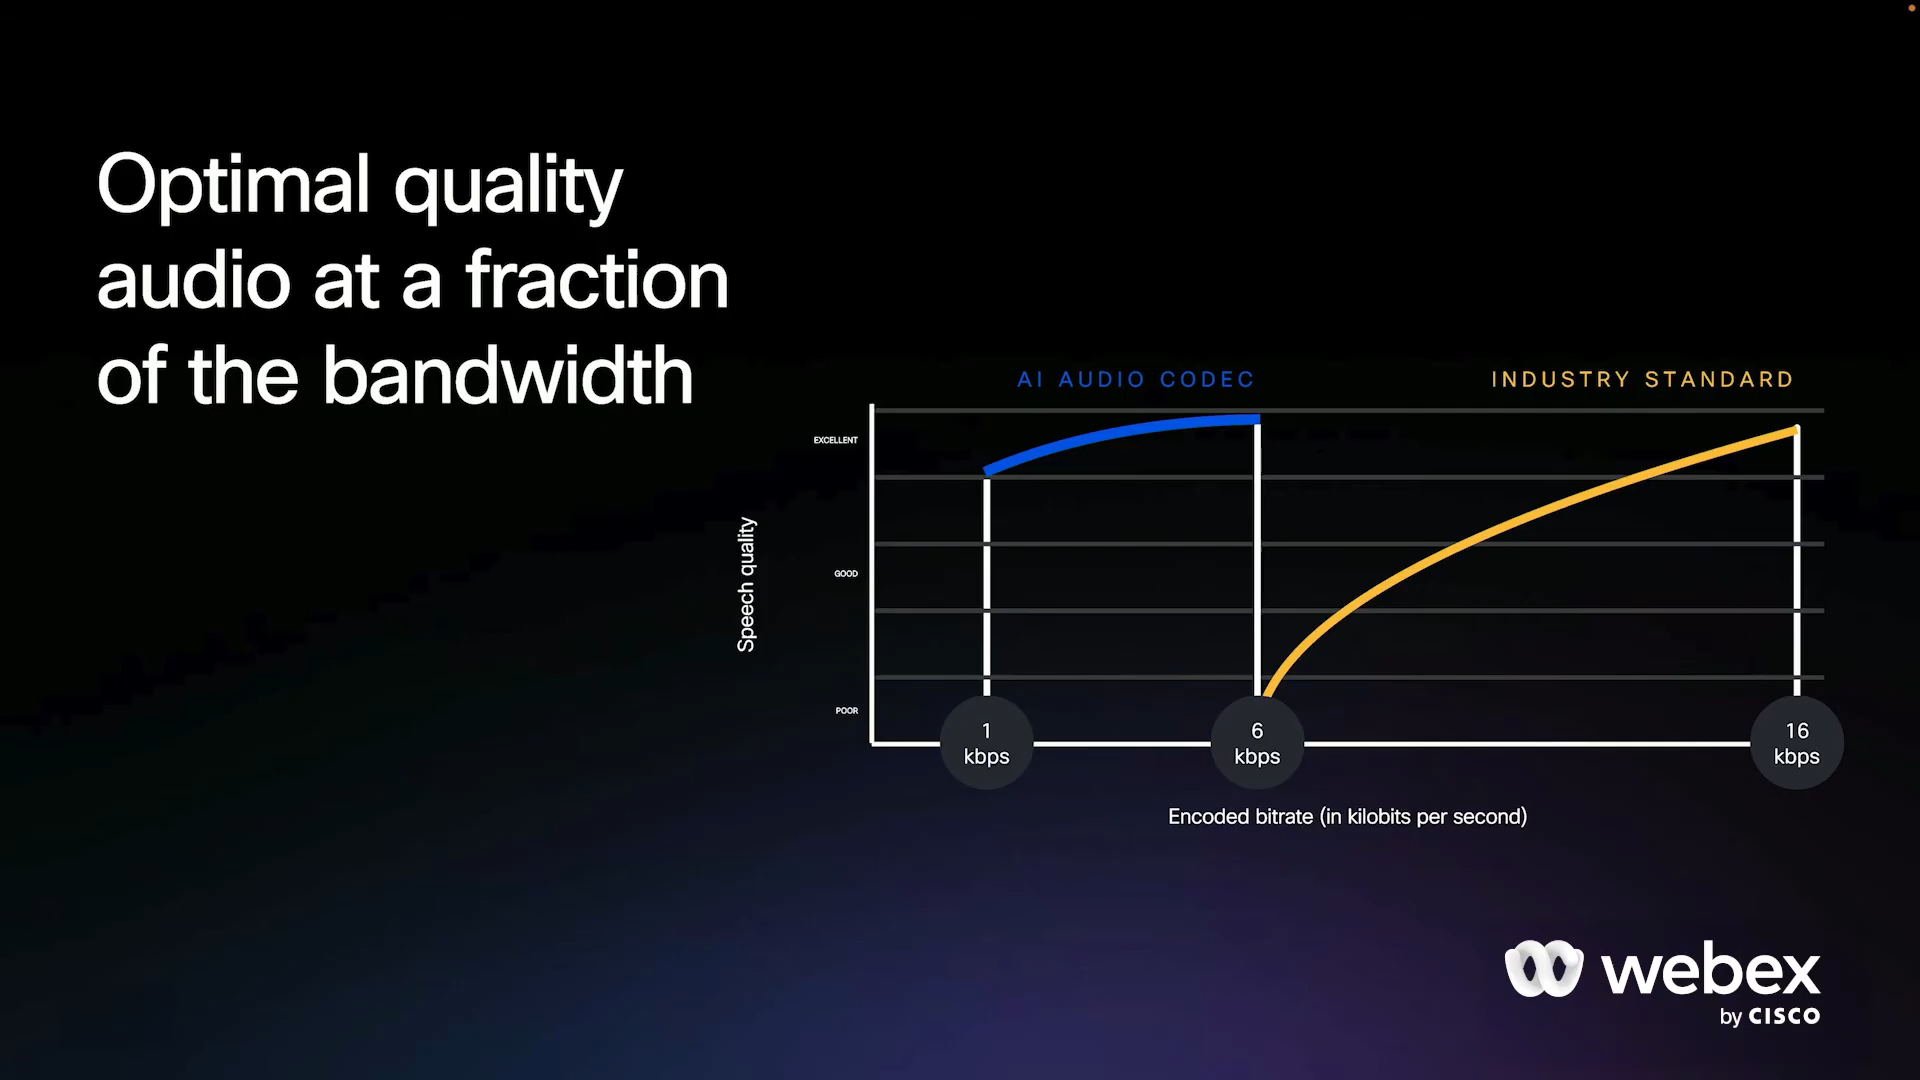 Optimal quality
audio at a fraction
of the bandwidth
AI AUDIO CODEC
INDUSTRY STANDARD
EXCELLENT
GOOD
POOR
Speech quality
1
kbps
6
kbps
16
kbps
Encoded bitrate (in kilobits per second)
webex
by CISCO